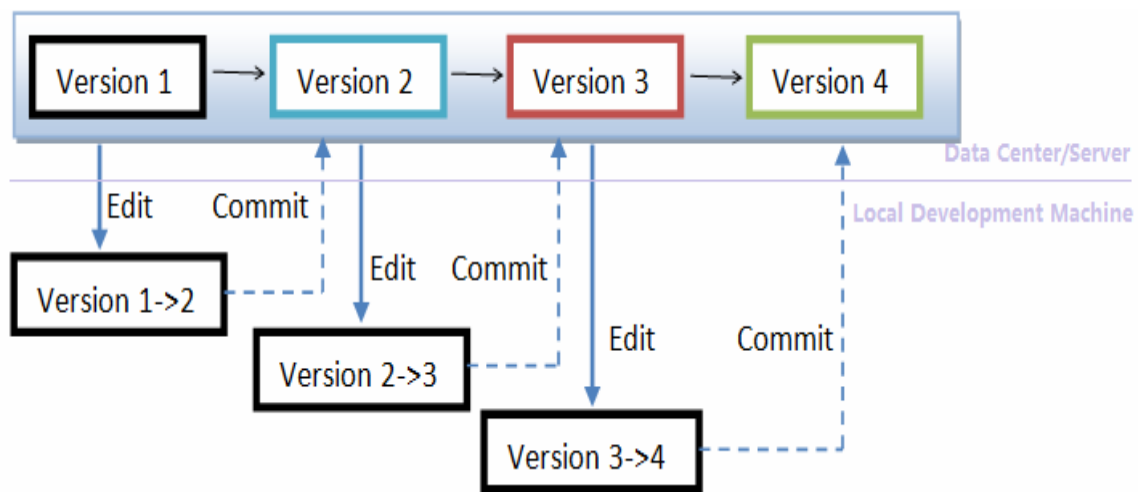 Version 1
Version 2
Version 3
Version 4
Data Center/Server
Local Development Machine
Edit
Commit
Version 1->2
Edit
Commit
Version 2->3
Edit
Commit
Version 3->4